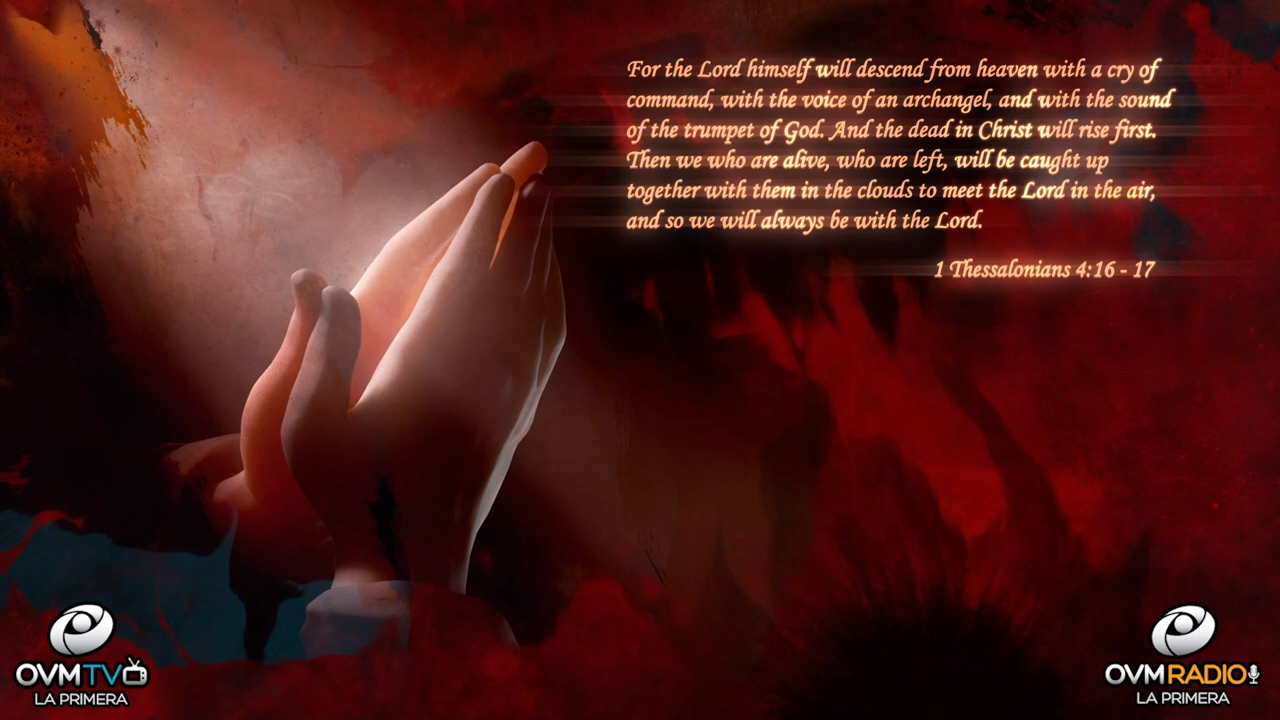 For the Lord himself will descend from heaven with a cry of
command, with the voice of an archangel, and with the sound
of the trumpet of God. And the dead in Christ will rise first.
Then we who are alive, who are left, will be caught up
together with them in the clouds to meet the Lord in the air,
and so we will always be with the Lord.
1 Thessalonians 4:16 - 17
OVMTV
LA PRIMERA
OVMRADIO
LA PRIMERA